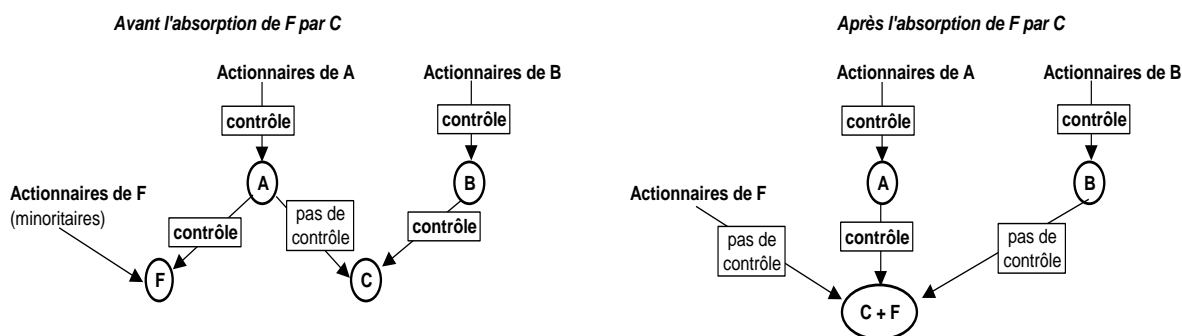 Avant l'absorption de F par C
Actionnaires de A
Actionnaires de B
contrôle
contrôle
A
B
Actionnaires de F
(minoritaires)
contrôle
pas de
contrôle
contrôle
F
C
Après l'absorption de F par C
Actionnaires de A
Actionnaires de B
contrôle
contrôle
A
B
Actionnaires de F
pas de
contrôle
contrôle
pas de
contrôle
C + F